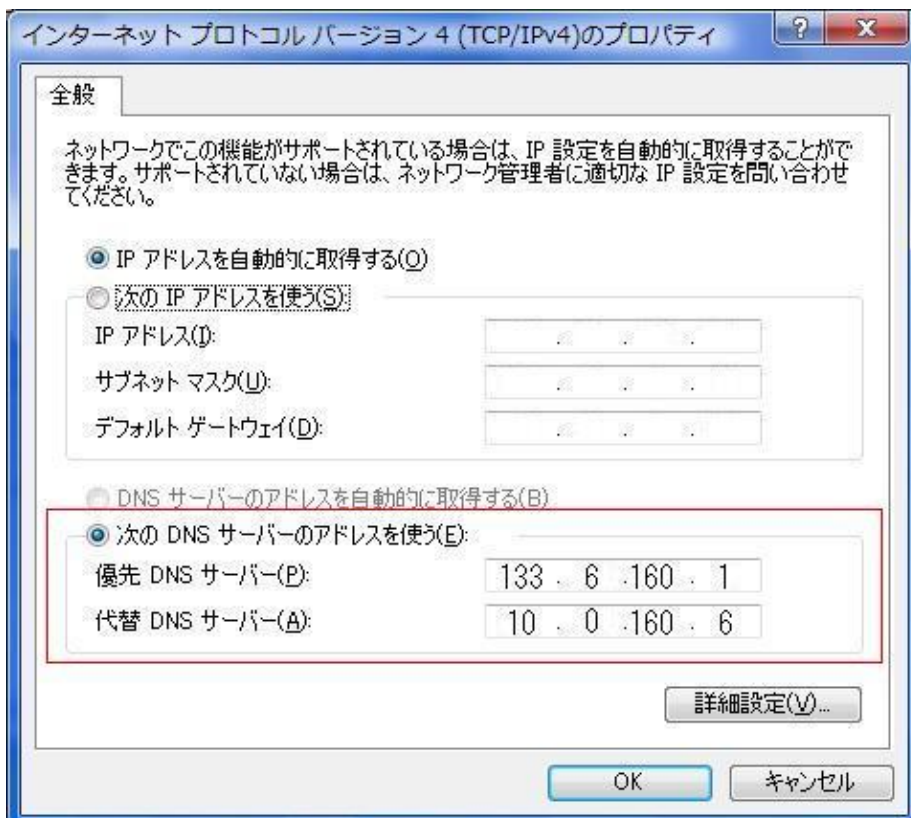 インターネット プロトコル バージョン 4 (TCP/IPv4)のプロパティ
全般
ネットワークでこの機能がサポートされている場合は、IP 設定を自動的に取得することがで
きます。サポートされていない場合は、ネットワーク管理者に適切な IP 設定を問い合わせ
てください。
IP アドレスを自動的に取得する(O)
次の IP アドレスを使う(S):
IP アドレス(I):
サブネット マスク(U):
デフォルト ゲートウェイ(D):
DNS サーバーのアドレスを自動的に取得する(B)
次の DNS サーバーのアドレスを使う(E):
優先 DNS サーバー(P): 133 . 6 .160 . 1
代替 DNS サーバー(A): 10 . 0 .160 . 6
詳細設定(V)...
OK キャンセル